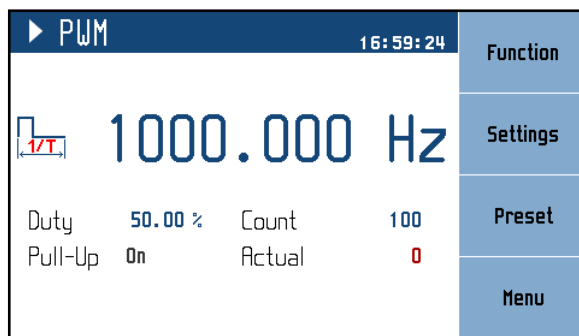 PWM 16:59:24
Function
1/T 1000.000 Hz
Settings
Duty 50.00 % Count 100
Preset
Pull-Up On Actual 0
Menu